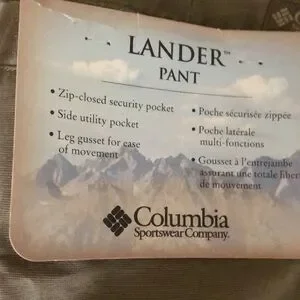 LANDER™
PANT
• Zip-closed security pocket
• Side utility pocket
• Leg gusset for ease
of movement
• Poche sécurisée zippée
• Poche latérale
multi-fonctions
• Gousset à l'entrejambe
assurant une totale liber
de mouvement
Columbia
Sportswear Company